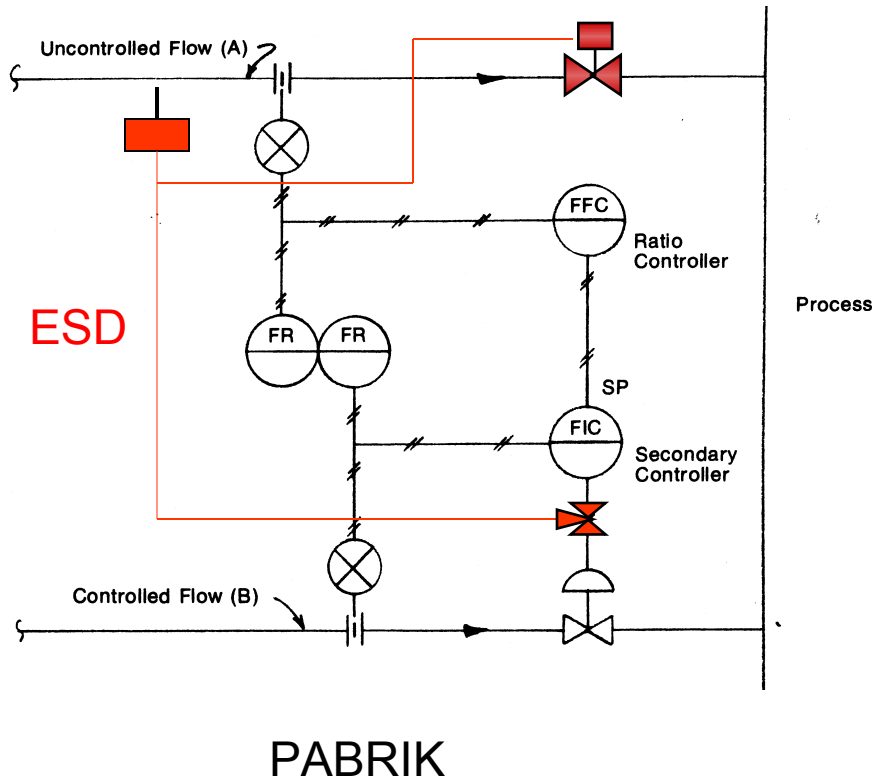 Uncontrolled Flow (A)
FFC
Ratio
Controller
Process
ESD
FR
FR
SP
FIC
Secondary
Controller
Controlled Flow (B)
PABRIK